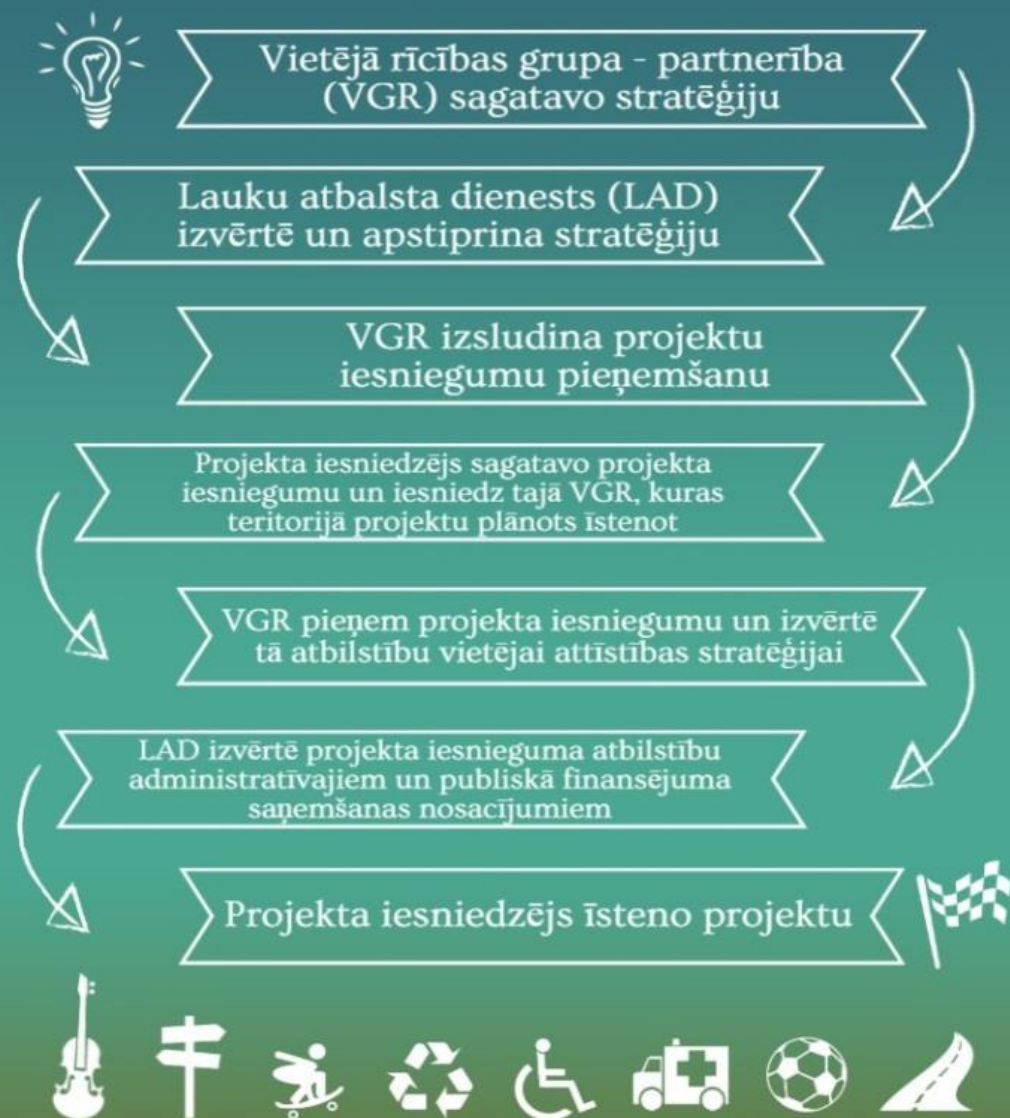 Vietējā rīcības grupa - partnerība
(VGR) sagatavo stratēģiju
Lauku atbalsta dienests (LAD)
izvērtē un apstiprina stratēģiju
VGR izsludina projektu
iesniegumu pieņemšanu
Projekta iesniedzējs sagatavo projekta
iesniegumu un iesniedz tajā VGR, kuras
teritorijā projektu plānots īstenot
VGR pieņem projekta iesniegumu un izvērtē
tā atbilstību vietējai attīstības stratēģijai
LAD izvērtē projekta iesnieguma atbilstību
administratīvajiem un publiskā finansējuma
saņemšanas nosacījumiem
Projekta iesniedzējs īsteno projektu